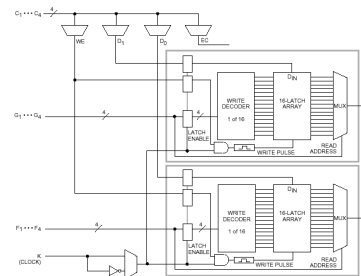 C1 • • • C4
4
WE
D1
D0
EC
DIN
WRITE
DECODER
1 of 16
16-LATCH
ARRAY
MUX
G1 • • • G4
4
4
LATCH
ENABLE
WRITE PULSE
READ
ADDRESS
DIN
WRITE
DECODER
1 of 16
16-LATCH
ARRAY
MUX
F1 • • • F4
4
4
LATCH
ENABLE
K
(CLOCK)
WRITE PULSE
READ
ADDRESS